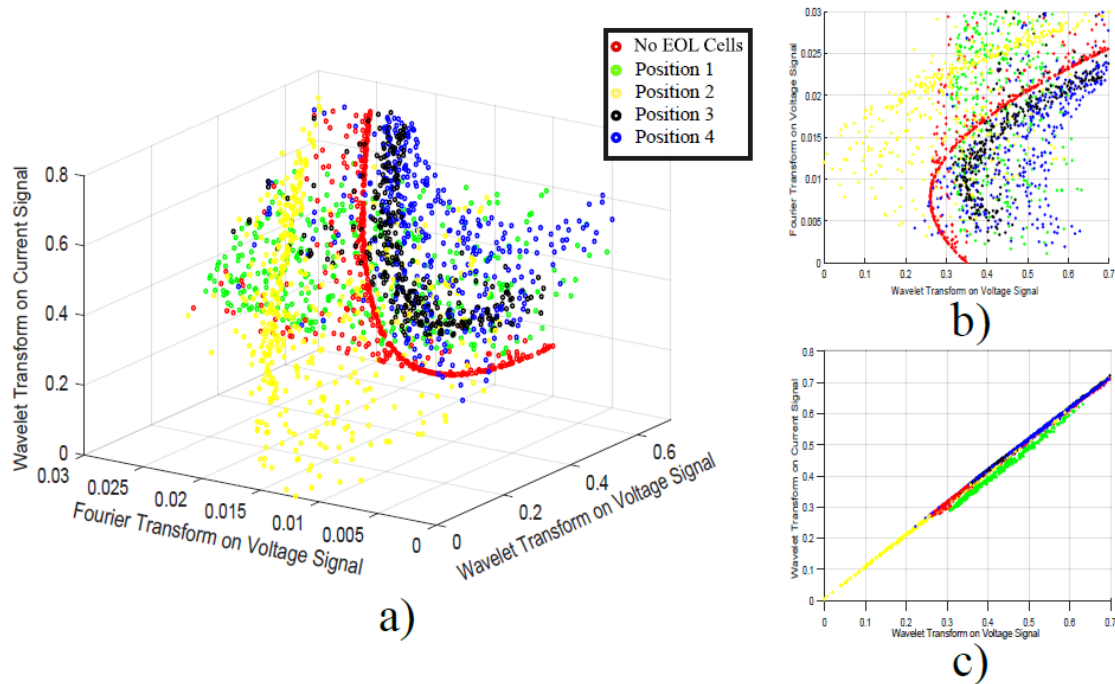 No EOL Cells
Position 1
Position 2
Position 3
Position 4
Wavelet Transform on Current Signal
0.8
0.6
0.4
0.2
0
0.03
0.025
0.02
0.015
0.01
0.005
0
Fourier Transform on Voltage Signal
0
0.2
0.4
0.6
Wavelet Transform on Voltage Signal
a)
Fourier Transform on Voltage Signal
0.03
0.025
0.02
0.015
0.01
0.005
0
0 0.1 0.2 0.3 0.4 0.5 0.6 0.7
Wavelet Transform on Voltage Signal
b)
Wavelet Transform on Current Signal
0.8
0.7
0.6
0.5
0.4
0.3
0.2
0.1
0
0 0.1 0.2 0.3 0.4 0.5 0.6 0.7
Wavelet Transform on Voltage Signal
c)